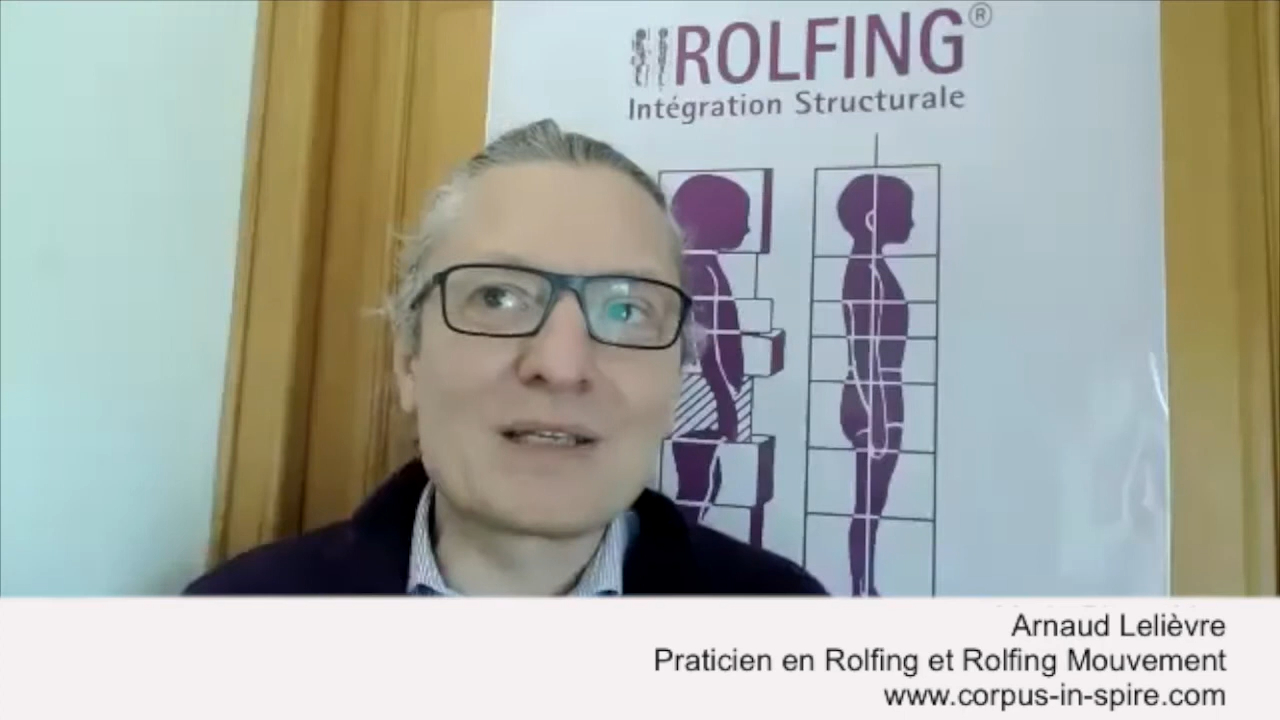 ROLFING®
Intégration Structurale
Arnaud Lelièvre
Praticien en Rolfing et Rolfing Mouvement
www.corpus-in-spire.com